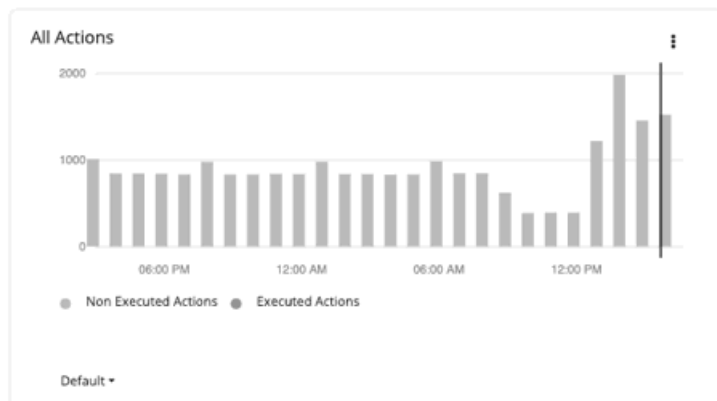 All Actions
2000
1000
0
06:00 PM 12:00 AM 06:00 AM 12:00 PM
Non Executed Actions Executed Actions
Default